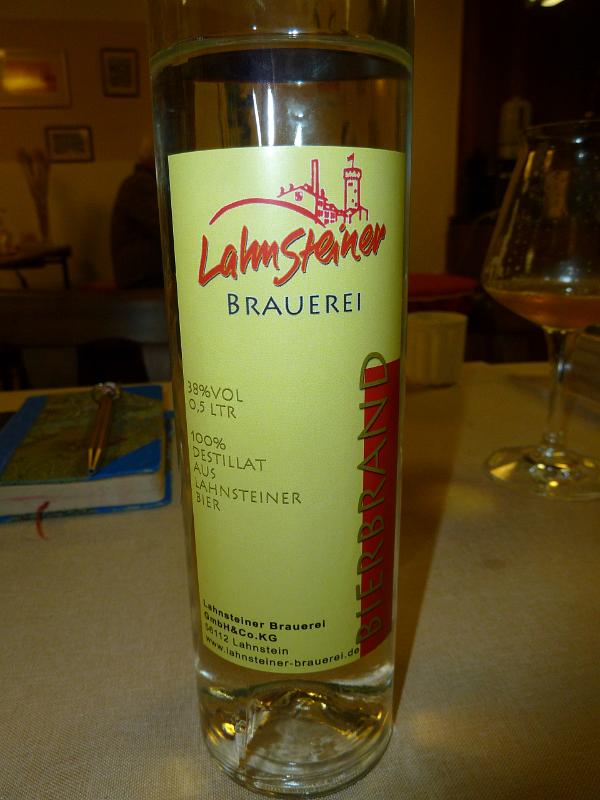 LahnSteiner
BRAUEREI
38%VOL
0,5 LTR
100%
DESTILLAT
AUS
LAHNSTEINER
BIER
BIERBRAND
Lahnsteiner Brauerei
GmbH&Co.KG
56112 Lahnstein
www.lahnsteiner-brauerei.de